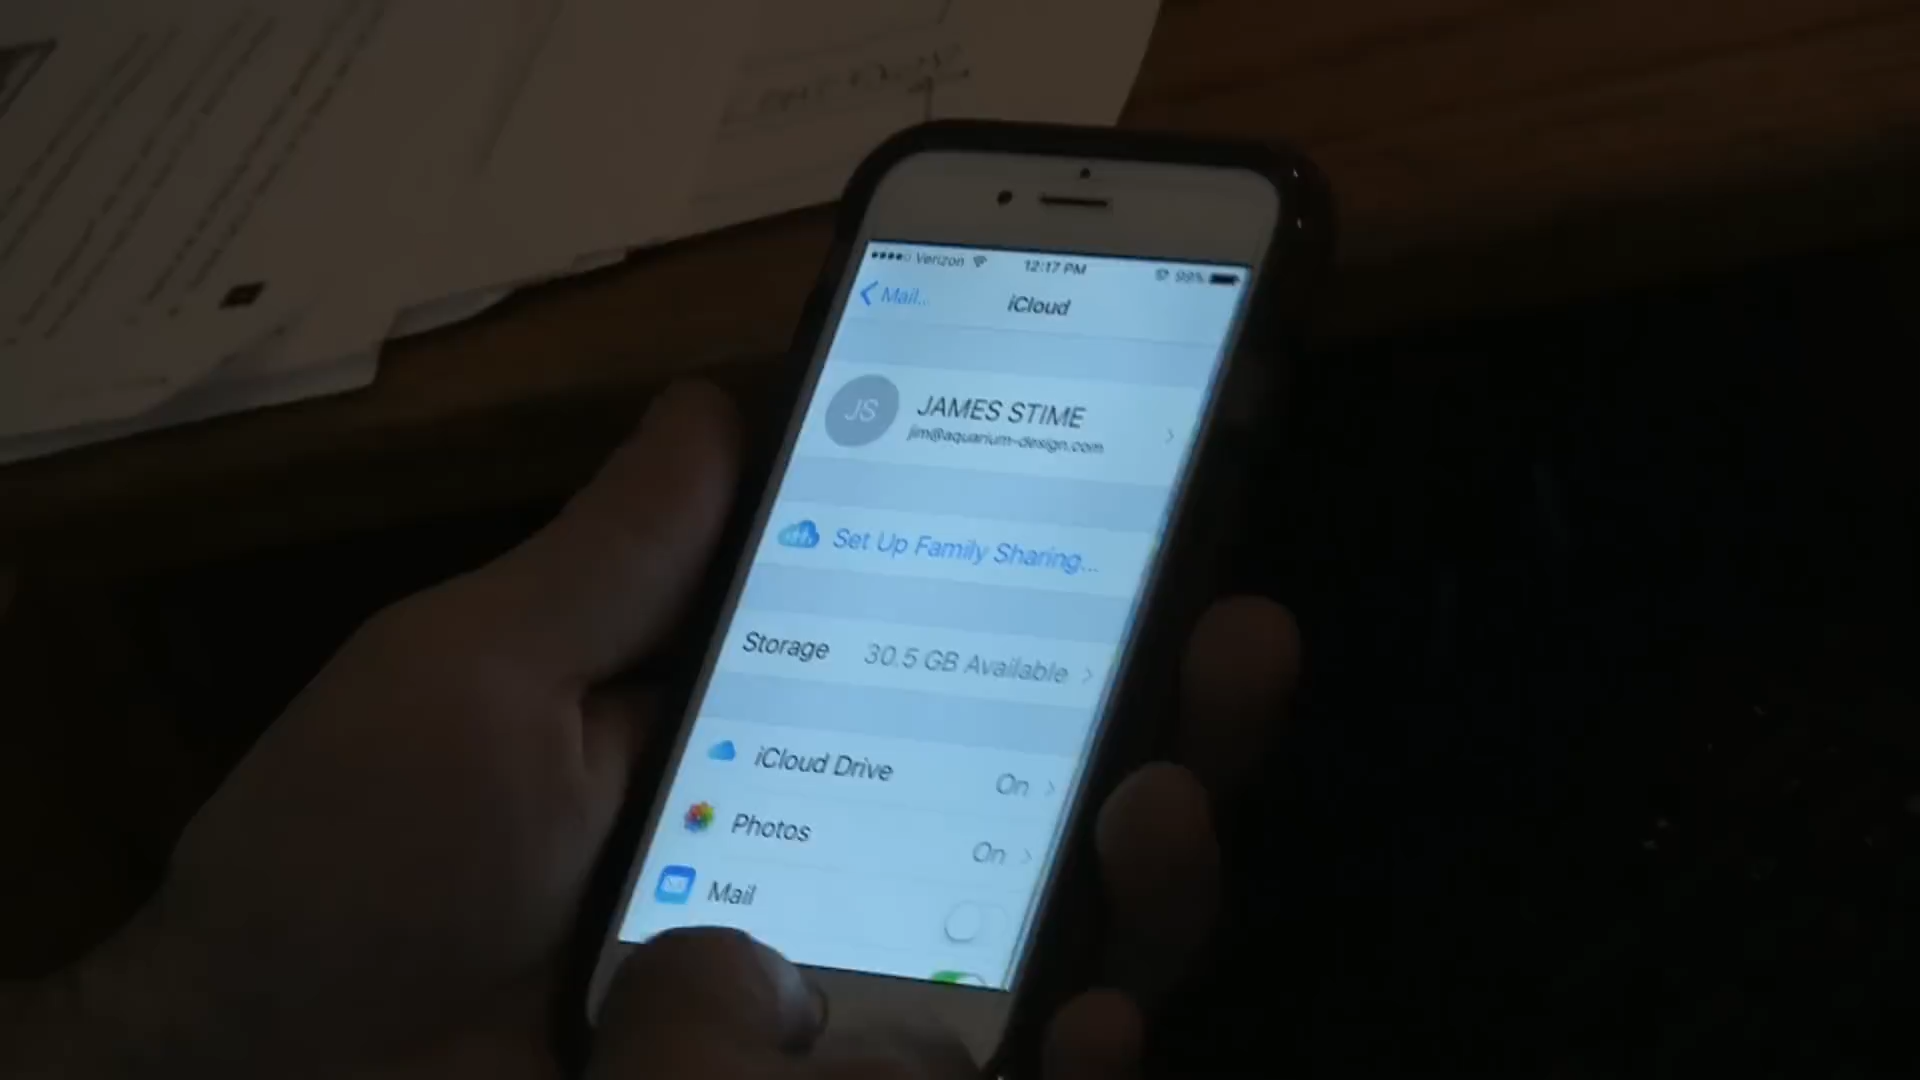 Verizon 12:17 PM 98%
Mail... iCloud
JS JAMES STIME
jim@aquarium-design.com
Set Up Family Sharing...
Storage 30.5 GB Available
iCloud Drive On
Photos On
Mail